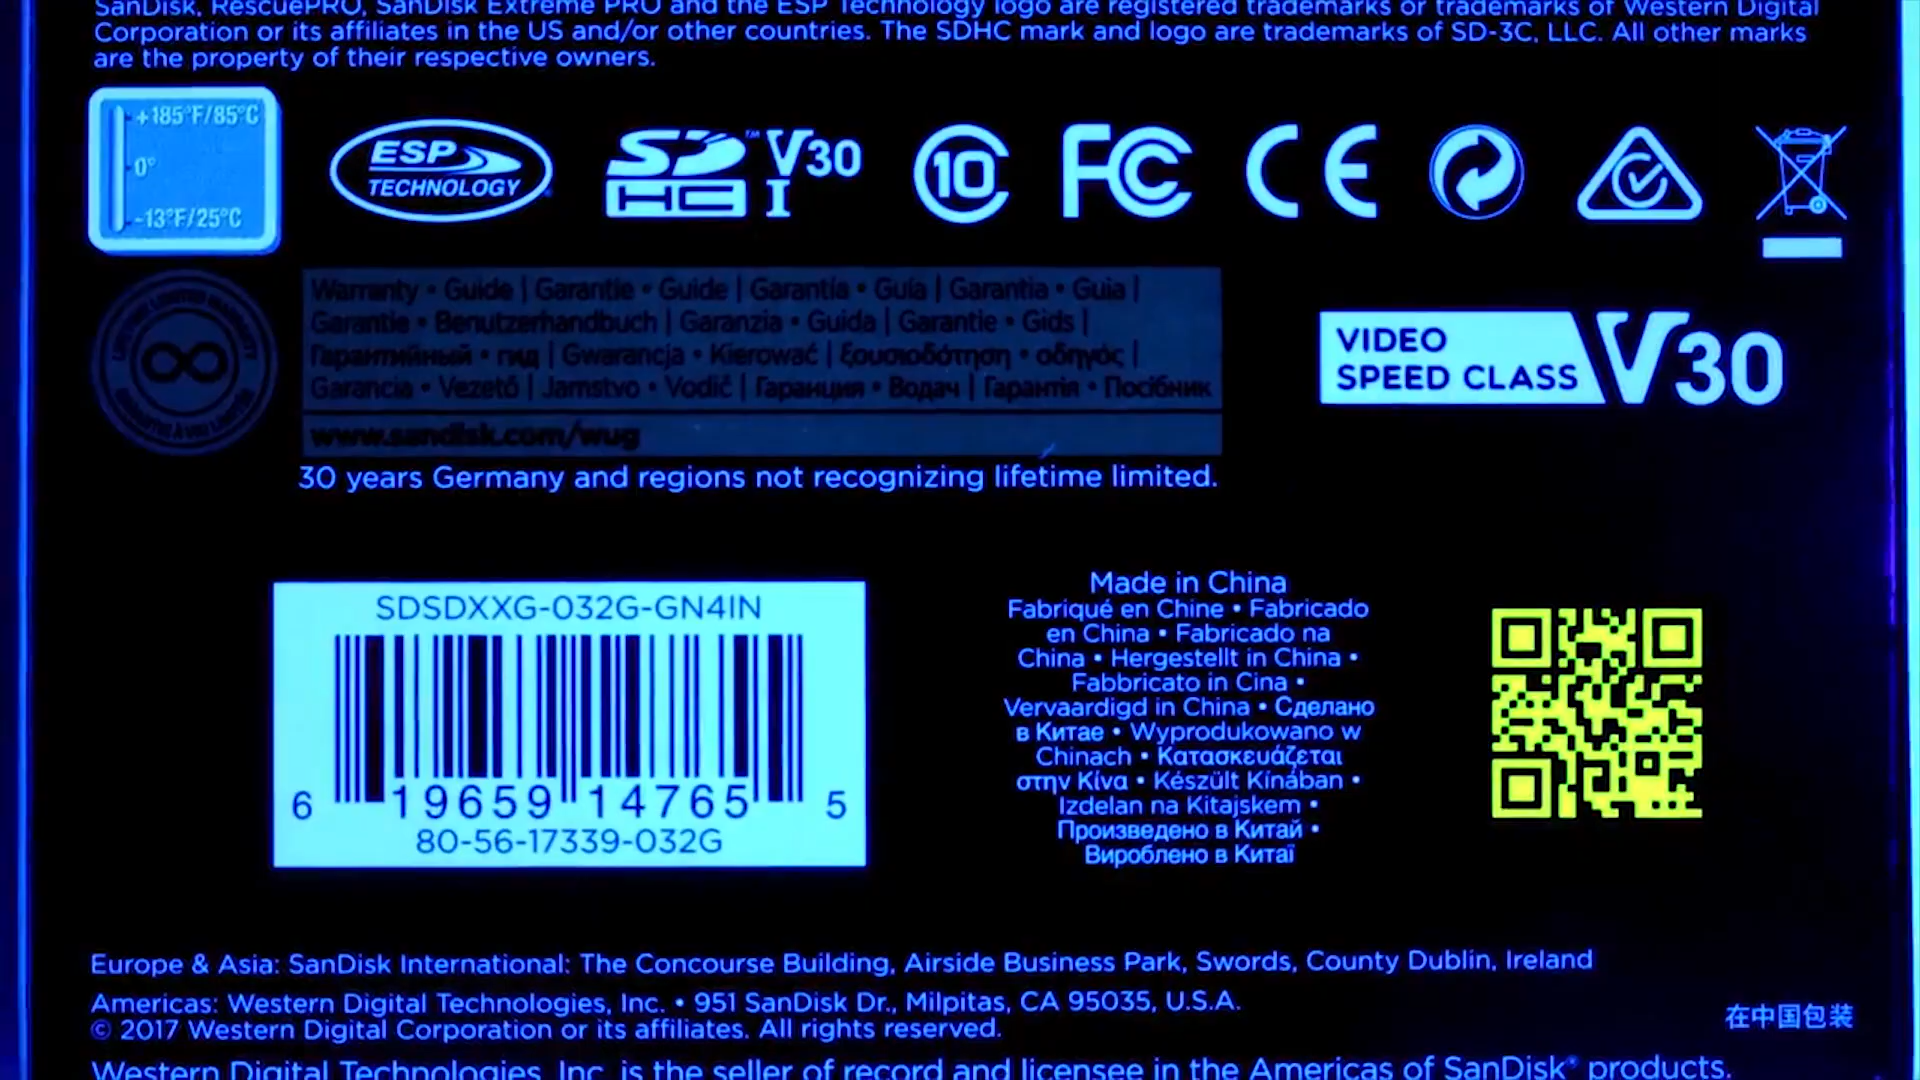 SanDisk, RescuePRO, SanDisk Extreme PRO and the ESP Technology logo are registered trademarks or trademarks of Western Digital
Corporation or its affiliates in the US and/or other countries. The SDHC mark and logo are trademarks of SD-3C, LLC. All other marks
are the property of their respective owners.
+185°F/85°C
0°
-13°F/25°C
ESP
TECHNOLOGY
SD HC ™ V30
I
10
FC
CE
Warranty • Guide | Garantie • Guide | Garantía • Guía | Garantia • Guia |
Garantie • Benutzerhandbuch | Garanzia • Guida | Garantie • Gids |
Гарантийный • гид | Gwarancja • Kierować | ξουσιοδότηση • οδηγός |
Garancia • Vezető | Jamstvo • Vodič | Гаранция • Водач | Гарантія • Посібник
www.sandisk.com/wug
30 years Germany and regions not recognizing lifetime limited.
VIDEO
SPEED CLASS V30
SDSDXXG-032G-GN4IN
6 19659 14765 5
80-56-17339-032G
Made in China
Fabriqué en Chine • Fabricado
en China • Fabricado na
China • Hergestellt in China •
Fabbricato in Cina •
Vervaardigd in China • Сделано
в Китае • Wyprodukowano w
Chinach • Κατασκευάζεται
στην Κίνα • Készült Kínában •
Izdelan na Kitajskem •
Произведено в Китай •
Вироблено в Китаї
Europe & Asia: SanDisk International: The Concourse Building, Airside Business Park, Swords, County Dublin, Ireland
Americas: Western Digital Technologies, Inc. • 951 SanDisk Dr., Milpitas, CA 95035, U.S.A.
© 2017 Western Digital Corporation or its affiliates. All rights reserved.
在中国包装
Western Digital Technologies, Inc. is the seller of record and licensee in the Americas of SanDisk® products.